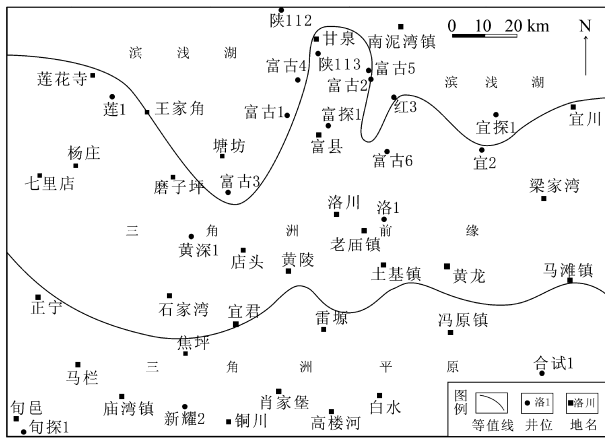 陕112
0 10 20 km
N
滨浅湖
甘泉
南泥湾镇
莲花寺
陕113
富古4
富古5
富古2
滨浅湖
莲1
王家角
红3
宜川
富古1
富探1
宜探1
杨庄
塘坊
富县
富古6
宜2
七里店
磨子坪
富古3
梁家湾
洛川
洛1
三角洲前缘
黄深1
老庙镇
店头
黄陵
土基镇
黄龙
马滩镇
正宁
石家湾
宜君
雷塬
冯原镇
焦坪
马栏
三角洲平原
合试1
庙湾镇
肖家堡
白水
旬邑
新耀2
铜川
高楼河
旬探1
图例
洛1
洛川
等值线
井位
地名